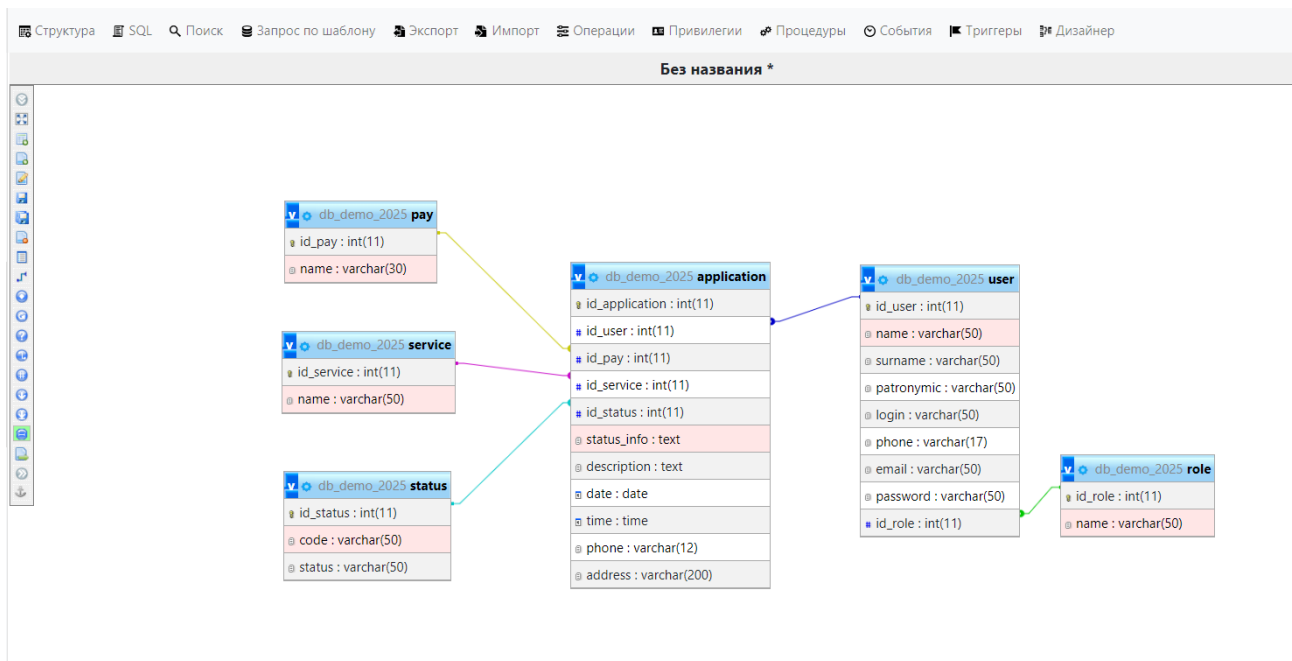 Структура SQL Поиск Запрос по шаблону Экспорт Импорт Операции Привилегии Процедуры События Триггеры Дизайнер
Без названия *
v db_demo_2025 pay
id_pay : int(11)
name : varchar(30)
v db_demo_2025 service
id_service : int(11)
name : varchar(50)
v db_demo_2025 status
id_status : int(11)
code : varchar(50)
status : varchar(50)
v db_demo_2025 application
id_application : int(11)
# id_user : int(11)
# id_pay : int(11)
# id_service : int(11)
# id_status : int(11)
status_info : text
description : text
date : date
time : time
phone : varchar(12)
address : varchar(200)
v db_demo_2025 user
id_user : int(11)
name : varchar(50)
surname : varchar(50)
patronymic : varchar(50)
login : varchar(50)
phone : varchar(17)
email : varchar(50)
password : varchar(50)
# id_role : int(11)
v db_demo_2025 role
id_role : int(11)
name : varchar(50)